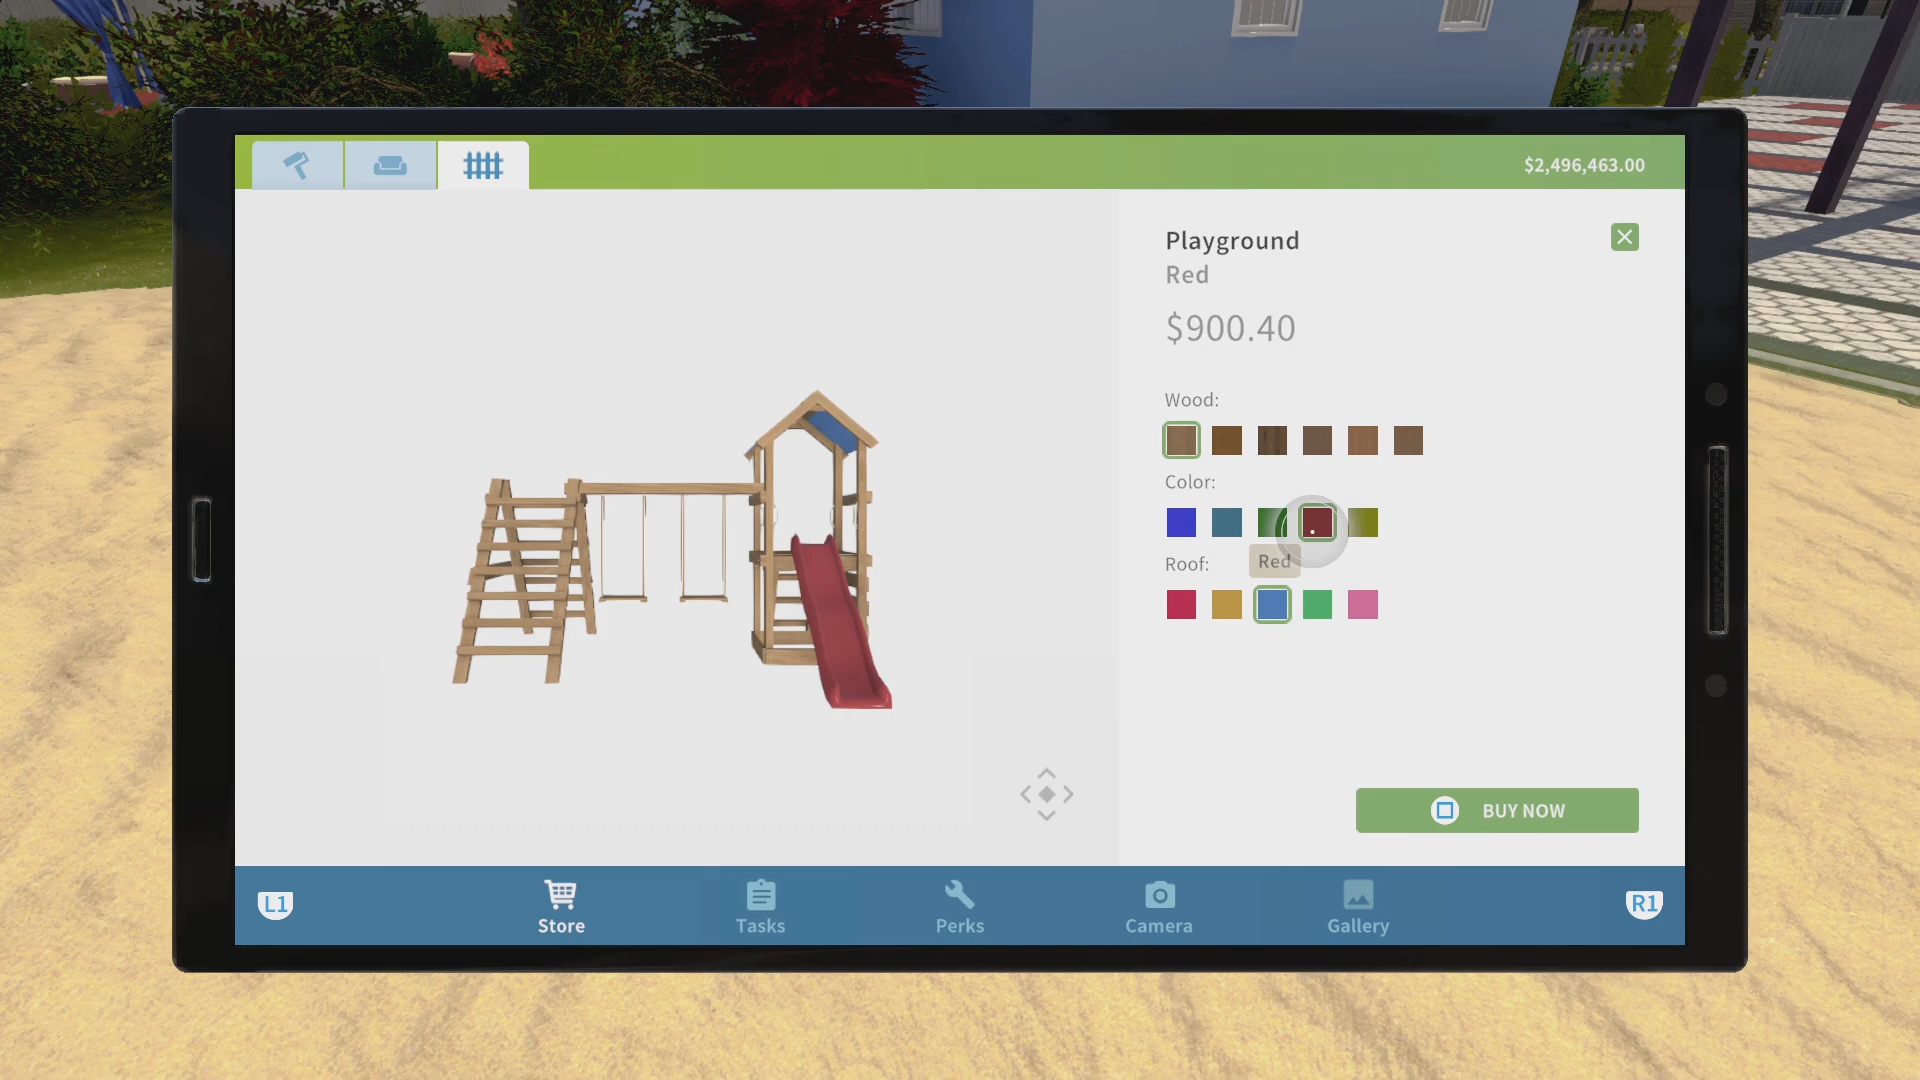 $2,496,463.00
Playground
Red
$900.40
Wood:
Color:
Roof:
Red
BUY NOW
L1
Store
Tasks
Perks
Camera
Gallery
R1